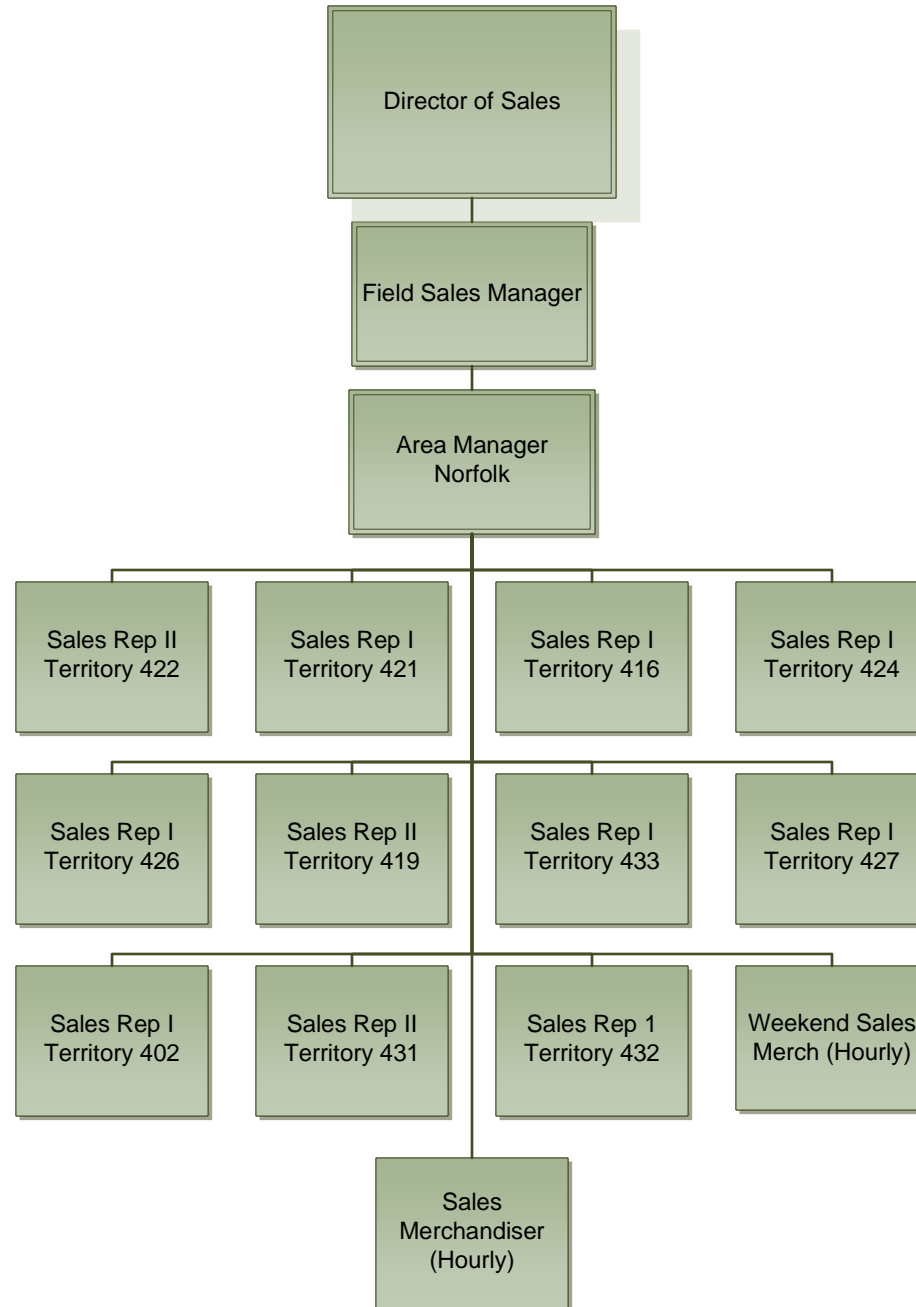 Director of Sales
Field Sales Manager
Area Manager
Norfolk
Sales Rep II
Territory 422
Sales Rep I
Territory 421
Sales Rep I
Territory 416
Sales Rep I
Territory 424
Sales Rep I
Territory 426
Sales Rep II
Territory 419
Sales Rep I
Territory 433
Sales Rep I
Territory 427
Sales Rep I
Territory 402
Sales Rep II
Territory 431
Sales Rep 1
Territory 432
Weekend Sales
Merch (Hourly)
Sales
Merchandiser
(Hourly)